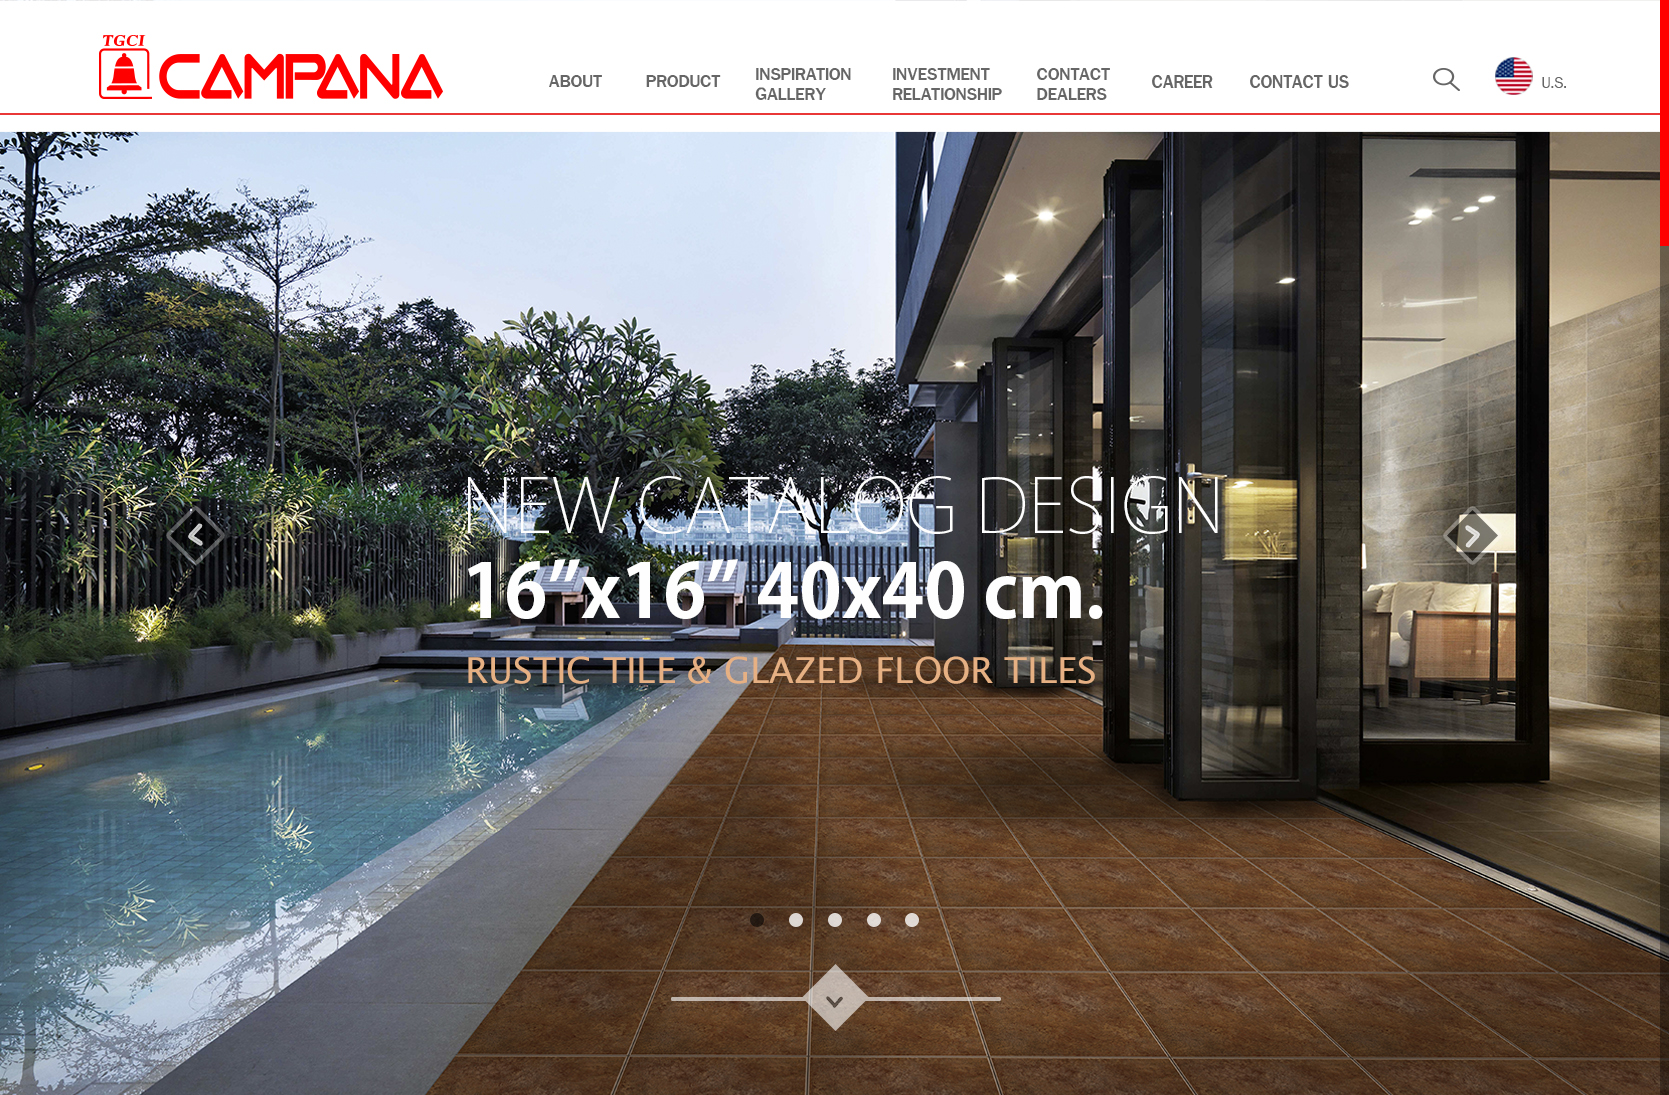 TGCI
CAMPANA
ABOUT
PRODUCT
INSPIRATION
GALLERY
INVESTMENT
RELATIONSHIP
CONTACT
DEALERS
CAREER
CONTACT US
U.S.
NEW CATALOG DESIGN
16”x16” 40x40 cm.
RUSTIC TILE & GLAZED FLOOR TILES